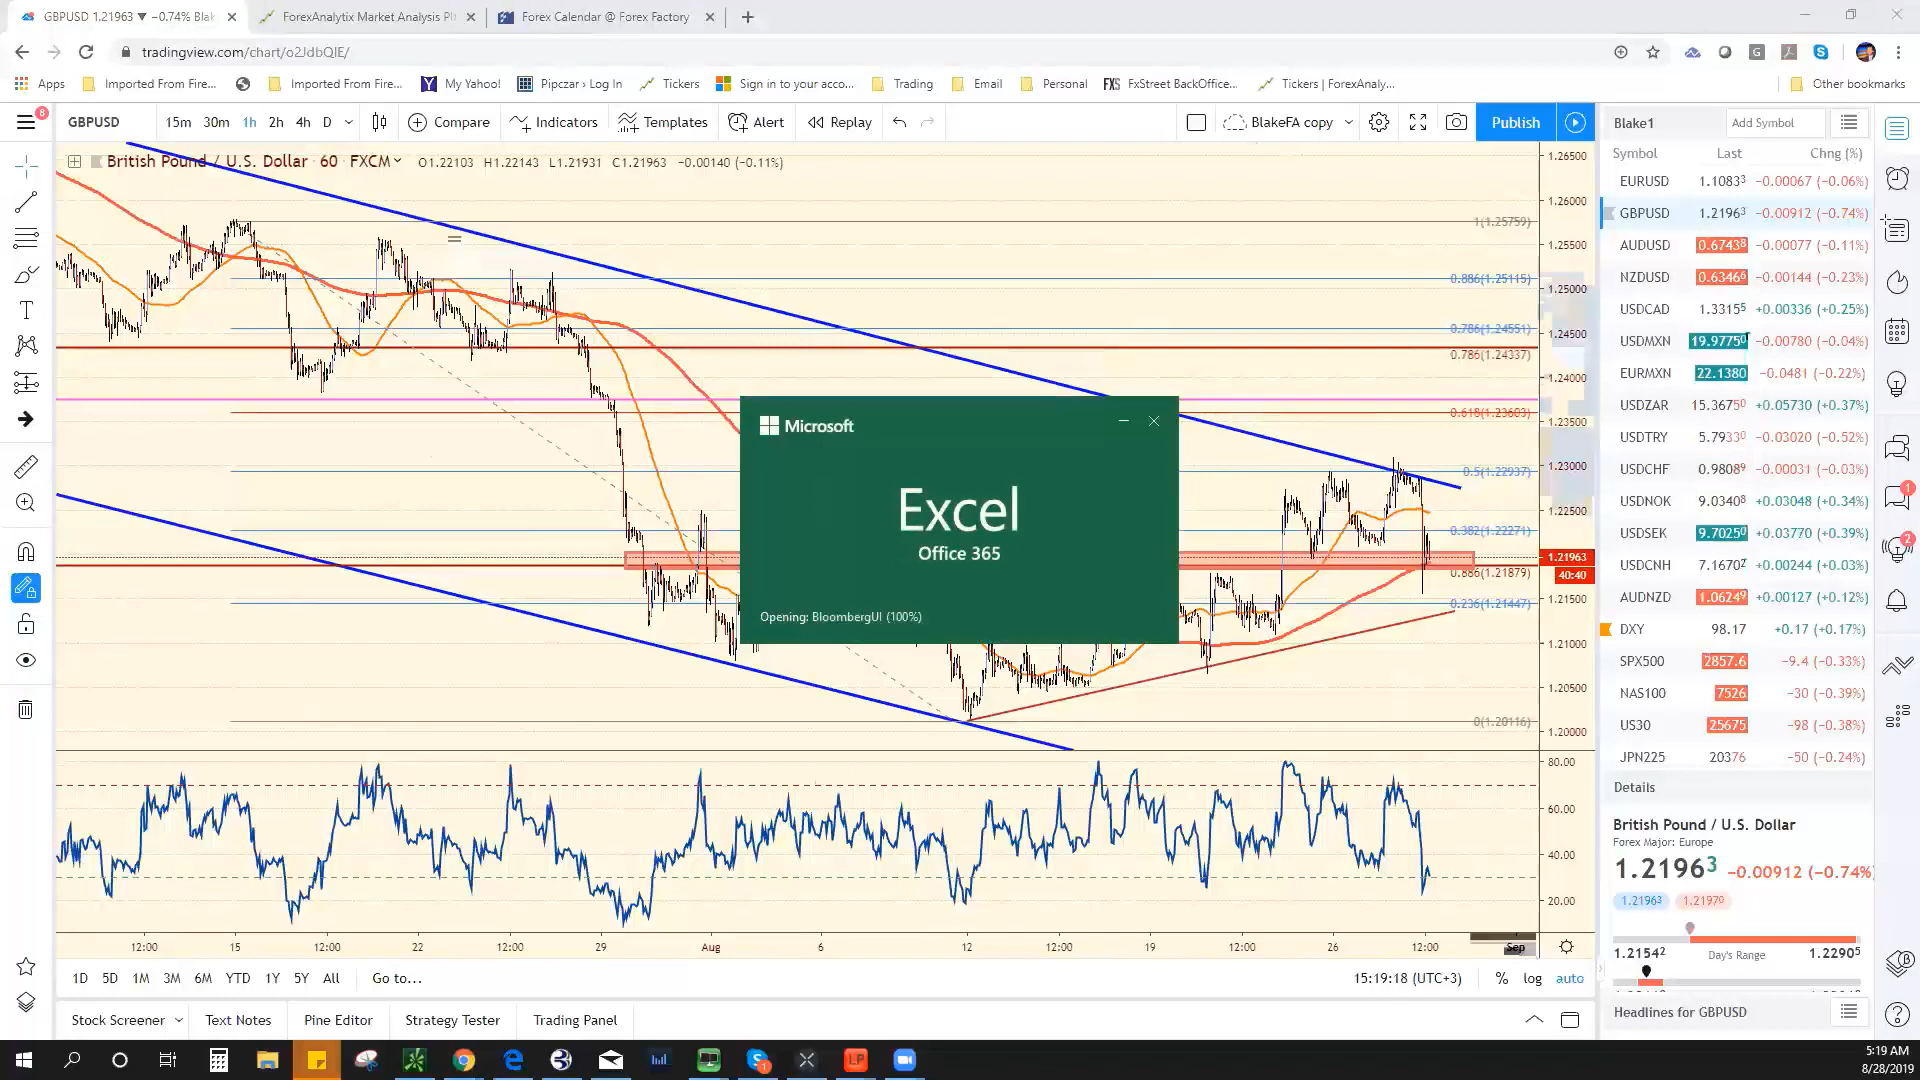 GBPUSD 1.21963 ▼ −0.74% Blak
ForexAnalytix Market Analysis Pl
Forex Calendar @ Forex Factory
tradingview.com/chart/o2JdbQIE/
Apps
Imported From Fire...
Imported From Fire...
My Yahoo!
Pipczar › Log In
Tickers
Sign in to your acco...
Trading
Email
Personal
FXS FxStreet BackOffice...
Tickers | ForexAnaly...
Other bookmarks
8
GBPUSD
15m 30m 1h 2h 4h D
Compare
Indicators
Templates
Alert
Replay
BlakeFA copy
Publish
British Pound / U.S. Dollar · 60 · FXCM
O1.22103 H1.22143 L1.21931 C1.21963 −0.00140 (−0.11%)
1(1.25759)
0.886(1.25115)
0.786(1.24551)
0.786(1.24337)
0.618(1.23603)
0.5(1.22937)
0.382(1.22271)
0.886(1.21879)
0.236(1.21447)
0(1.20116)
1.26500
1.26000
1.25500
1.25000
1.24500
1.24000
1.23500
1.23000
1.22500
1.21963
40:40
1.21500
1.21000
1.20500
1.20000
80.00
60.00
40.00
20.00
Microsoft
Excel
Office 365
Opening: BloombergUI (100%)
12:00 15 12:00 22 12:00 29 Aug 6 12 12:00 19 12:00 26 12:00 Sep
1D 5D 1M 3M 6M YTD 1Y 5Y All Go to...
15:19:18 (UTC+3) % log auto
Stock Screener
Text Notes
Pine Editor
Strategy Tester
Trading Panel
Blake1
Add Symbol
Symbol Last Chng (%)
EURUSD 1.10833 −0.00067 (−0.06%)
GBPUSD 1.21963 −0.00912 (−0.74%)
AUDUSD 0.67438 −0.00077 (−0.11%)
NZDUSD 0.63466 −0.00144 (−0.23%)
USDCAD 1.33155 +0.00336 (+0.25%)
USDMXN 19.97750 −0.00780 (−0.04%)
EURMXN 22.1380 −0.0481 (−0.22%)
USDZAR 15.36750 +0.05730 (+0.37%)
USDTRY 5.79330 −0.03020 (−0.52%)
USDCHF 0.98089 −0.00031 (−0.03%)
USDNOK 9.03408 +0.03048 (+0.34%)
USDSEK 9.70250 +0.03770 (+0.39%)
USDCNH 7.16702 +0.00244 (+0.03%)
AUDNZD 1.06249 +0.00127 (+0.12%)
DXY 98.17 +0.17 (+0.17%)
SPX500 2857.6 −9.4 (−0.33%)
NAS100 7526 −30 (−0.39%)
US30 25675 −98 (−0.38%)
JPN225 20376 −50 (−0.24%)
Details
British Pound / U.S. Dollar
Forex Major: Europe
1.21963 −0.00912 (−0.74%)
1.21963 1.21970
1.21542 Day's Range 1.22905
Headlines for GBPUSD
1
2
5:19 AM
8/28/2019